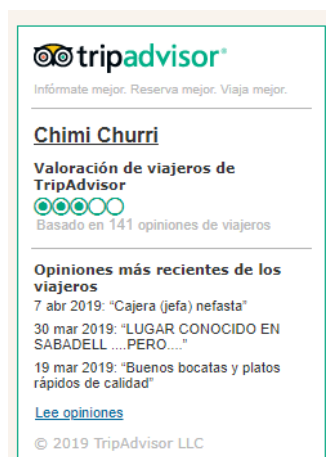 tripadvisor®
Infórmate mejor. Reserva mejor. Viaja mejor.
Chimi Churri
Valoración de viajeros de
TripAdvisor
Basado en 141 opiniones de viajeros
Opiniones más recientes de los
viajeros
7 abr 2019: “Cajera (jefa) nefasta”
30 mar 2019: “LUGAR CONOCIDO EN
SABADELL ....PERO....”
19 mar 2019: “Buenos bocatas y platos
rápidos de calidad”
Lee opiniones
© 2019 TripAdvisor LLC